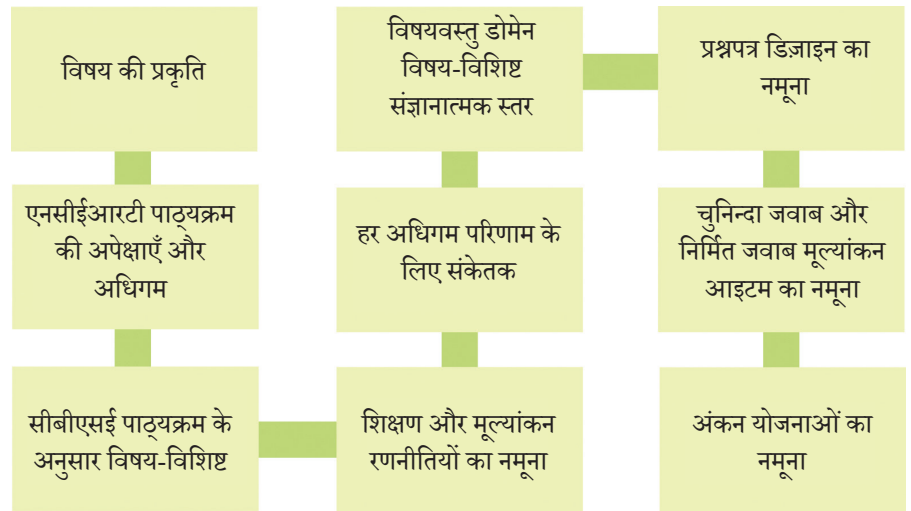 विषय की प्रकृति
एनसीईआरटी पाठ्यक्रम
की अपेक्षाएँ और
अधिगम
सीबीएसई पाठ्यक्रम के
अनुसार विषय-विशिष्ट
शिक्षण और मूल्यांकन
रणनीतियों का नमूना
हर अधिगम परिणाम के
लिए संकेतक
विषयवस्तु डोमेन
विषय-विशिष्ट
संज्ञानात्मक स्तर
प्रश्नपत्र डिज़ाइन का
नमूना
चुनिन्दा जवाब और
निर्मित जवाब मूल्यांकन
आइटम का नमूना
अंकन योजनाओं का
नमूना